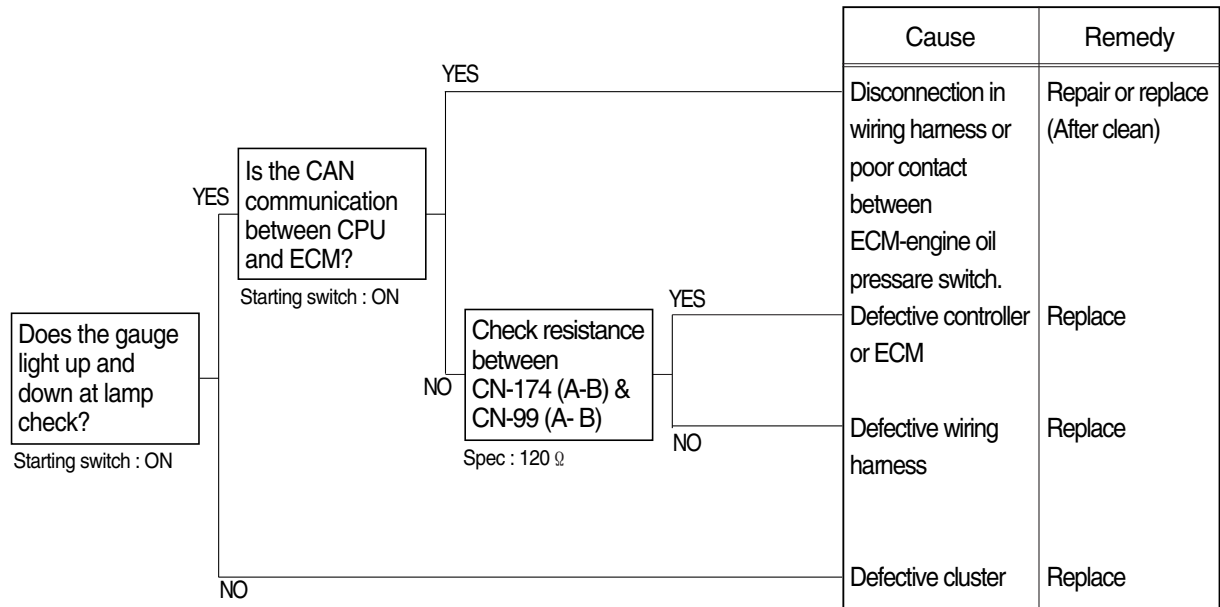 Cause
Remedy
YES
Disconnection in
wiring harness or
poor contact
between
ECM-engine oil
pressare switch.
Repair or replace
(After clean)
YES
Is the CAN
communication
between CPU
and ECM?
Starting switch : ON
YES
Defective controller
or ECM
Replace
Does the gauge
light up and
down at lamp
check?
Starting switch : ON
NO
Check resistance
between
CN-174 (A-B) &
CN-99 (A- B)
Spec : 120 Ω
NO
Defective wiring
harness
Replace
NO
Defective cluster
Replace